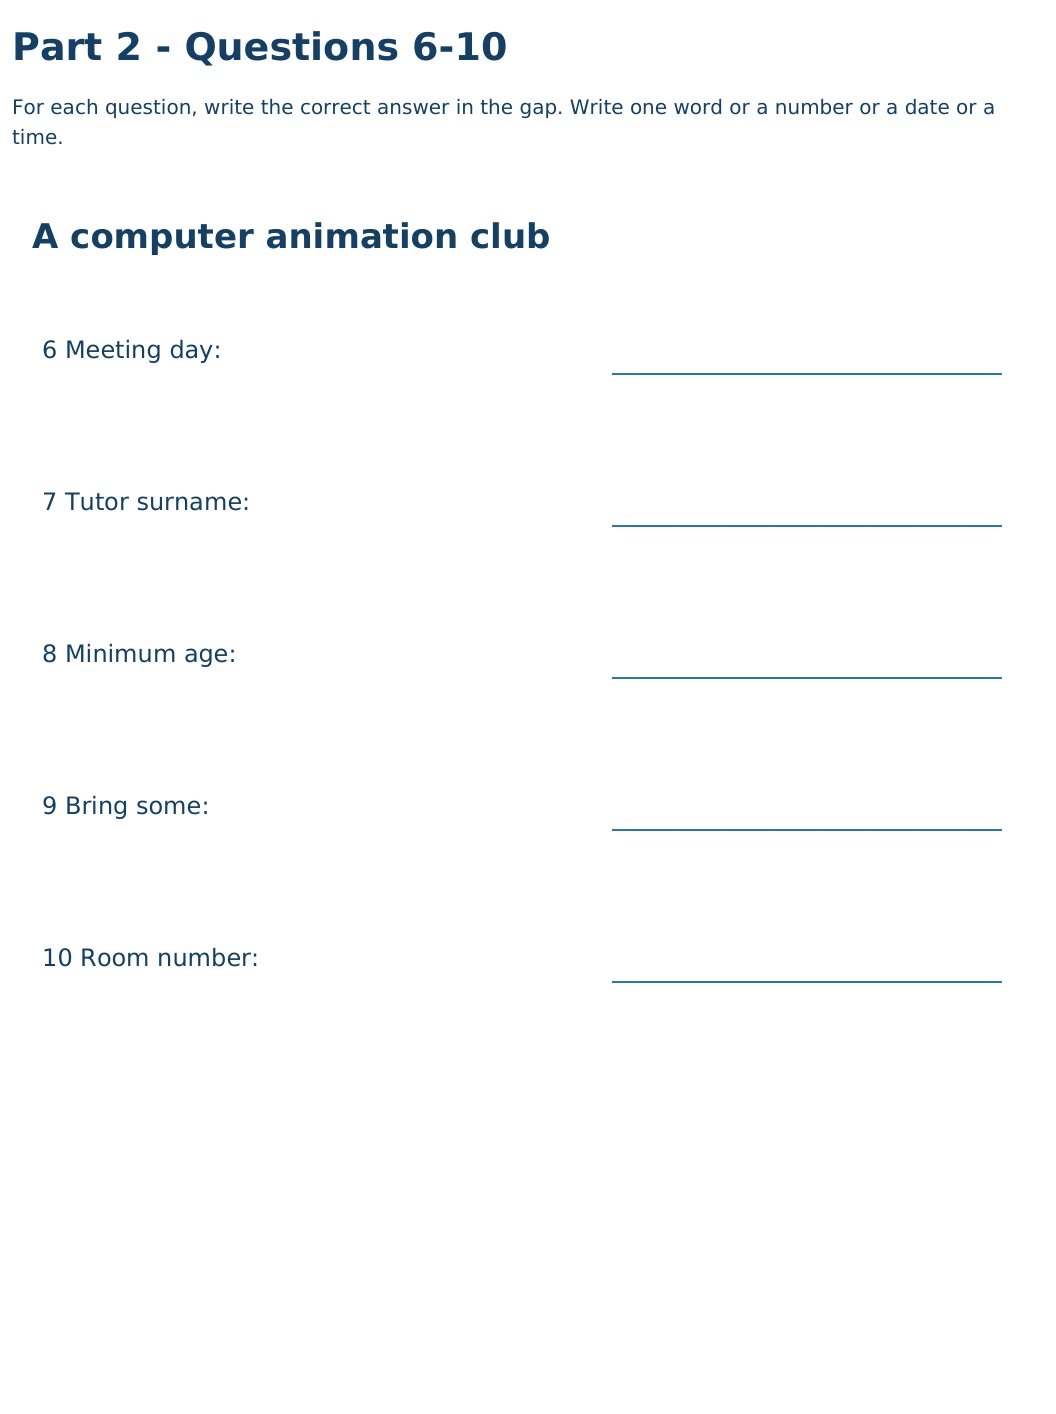 Part 2 - Questions 6-10
For each question, write the correct answer in the gap. Write one word or a number or a date or a
time.
A computer animation club
6 Meeting day:
7 Tutor surname:
8 Minimum age:
9 Bring some:
10 Room number: